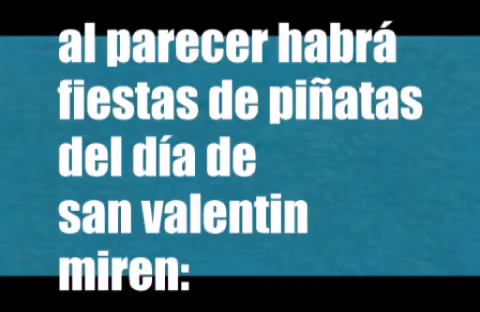 al parecer habrá
fiestas de piñatas
del día de
san valentin
miren: